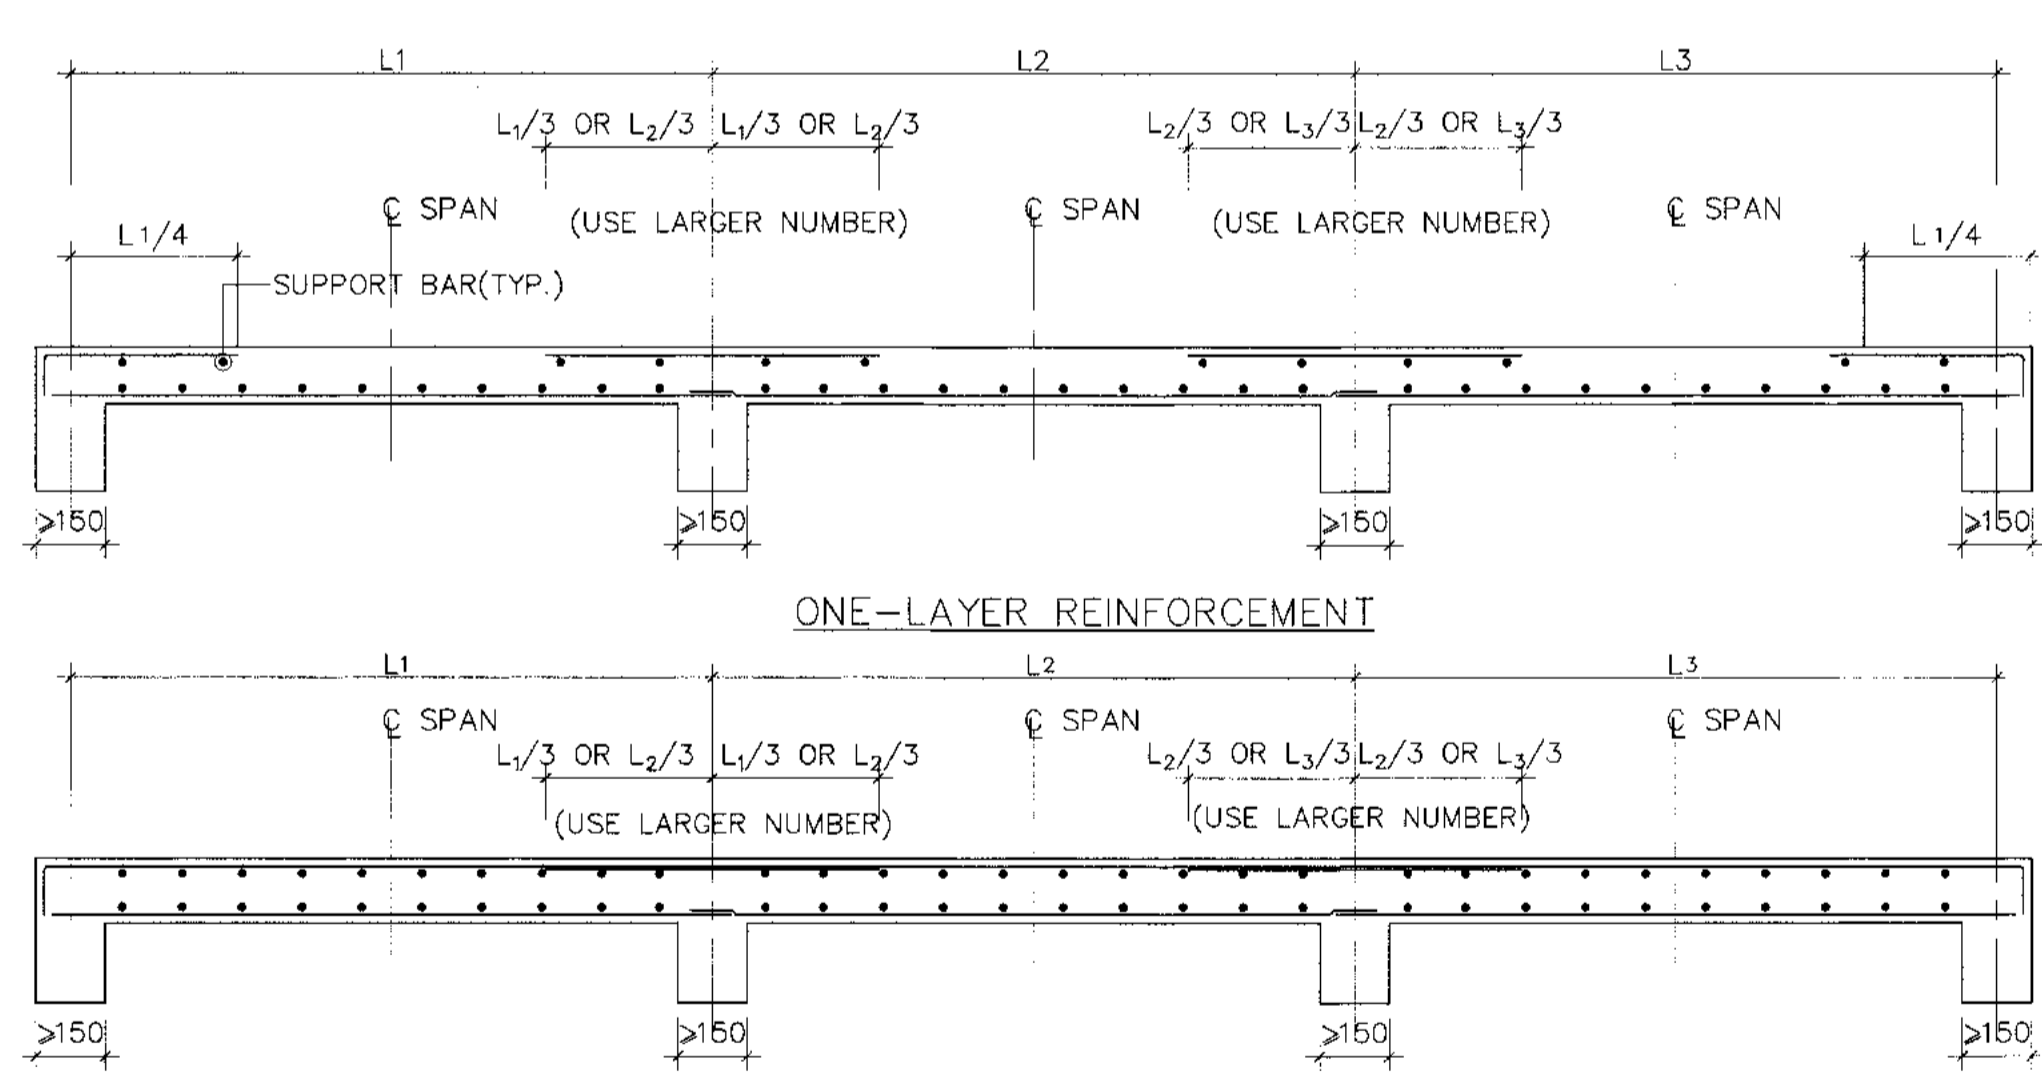 L1 L2 L3
L₁/3 OR L₂/3 L₁/3 OR L₂/3 L₂/3 OR L₃/3 L₂/3 OR L₃/3
℄ SPAN (USE LARGER NUMBER) ℄ SPAN (USE LARGER NUMBER) ℄ SPAN
L1/4 L1/4
SUPPORT BAR(TYP.)
⩾150 ⩾150 ⩾150 ⩾150
ONE-LAYER REINFORCEMENT
L1 L2 L3
℄ SPAN ℄ SPAN ℄ SPAN
L₁/3 OR L₂/3 L₁/3 OR L₂/3 L₂/3 OR L₃/3 L₂/3 OR L₃/3
(USE LARGER NUMBER) (USE LARGER NUMBER)
⩾150 ⩾150 ⩾150 ⩾150